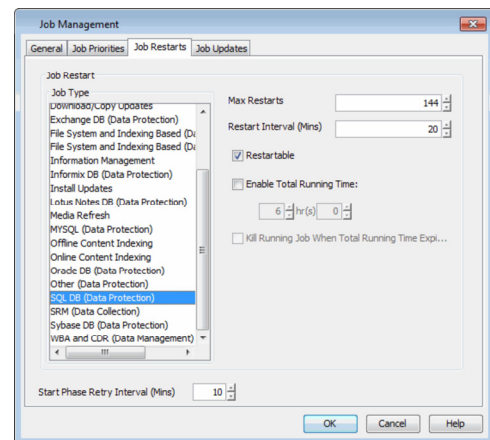 Job Management
General Job Priorities Job Restarts Job Updates
Job Restart
Job Type
Download/Copy Updates
Exchange DB (Data Protection)
File System and Indexing Based (Da
File System and Indexing Based (Da
Information Management
Informix DB (Data Protection)
Install Updates
Lotus Notes DB (Data Protection)
Media Refresh
MYSQL (Data Protection)
Offline Content Indexing
Online Content Indexing
Oracle DB (Data Protection)
Other (Data Protection)
SQL DB (Data Protection)
SRM (Data Collection)
Sybase DB (Data Protection)
WBA and CDR (Data Management)
Max Restarts 144
Restart Interval (Mins) 20
Restartable
Enable Total Running Time:
6 hr(s) 0
Kill Running Job When Total Running Time Expi...
Start Phase Retry Interval (Mins) 10
OK Cancel Help